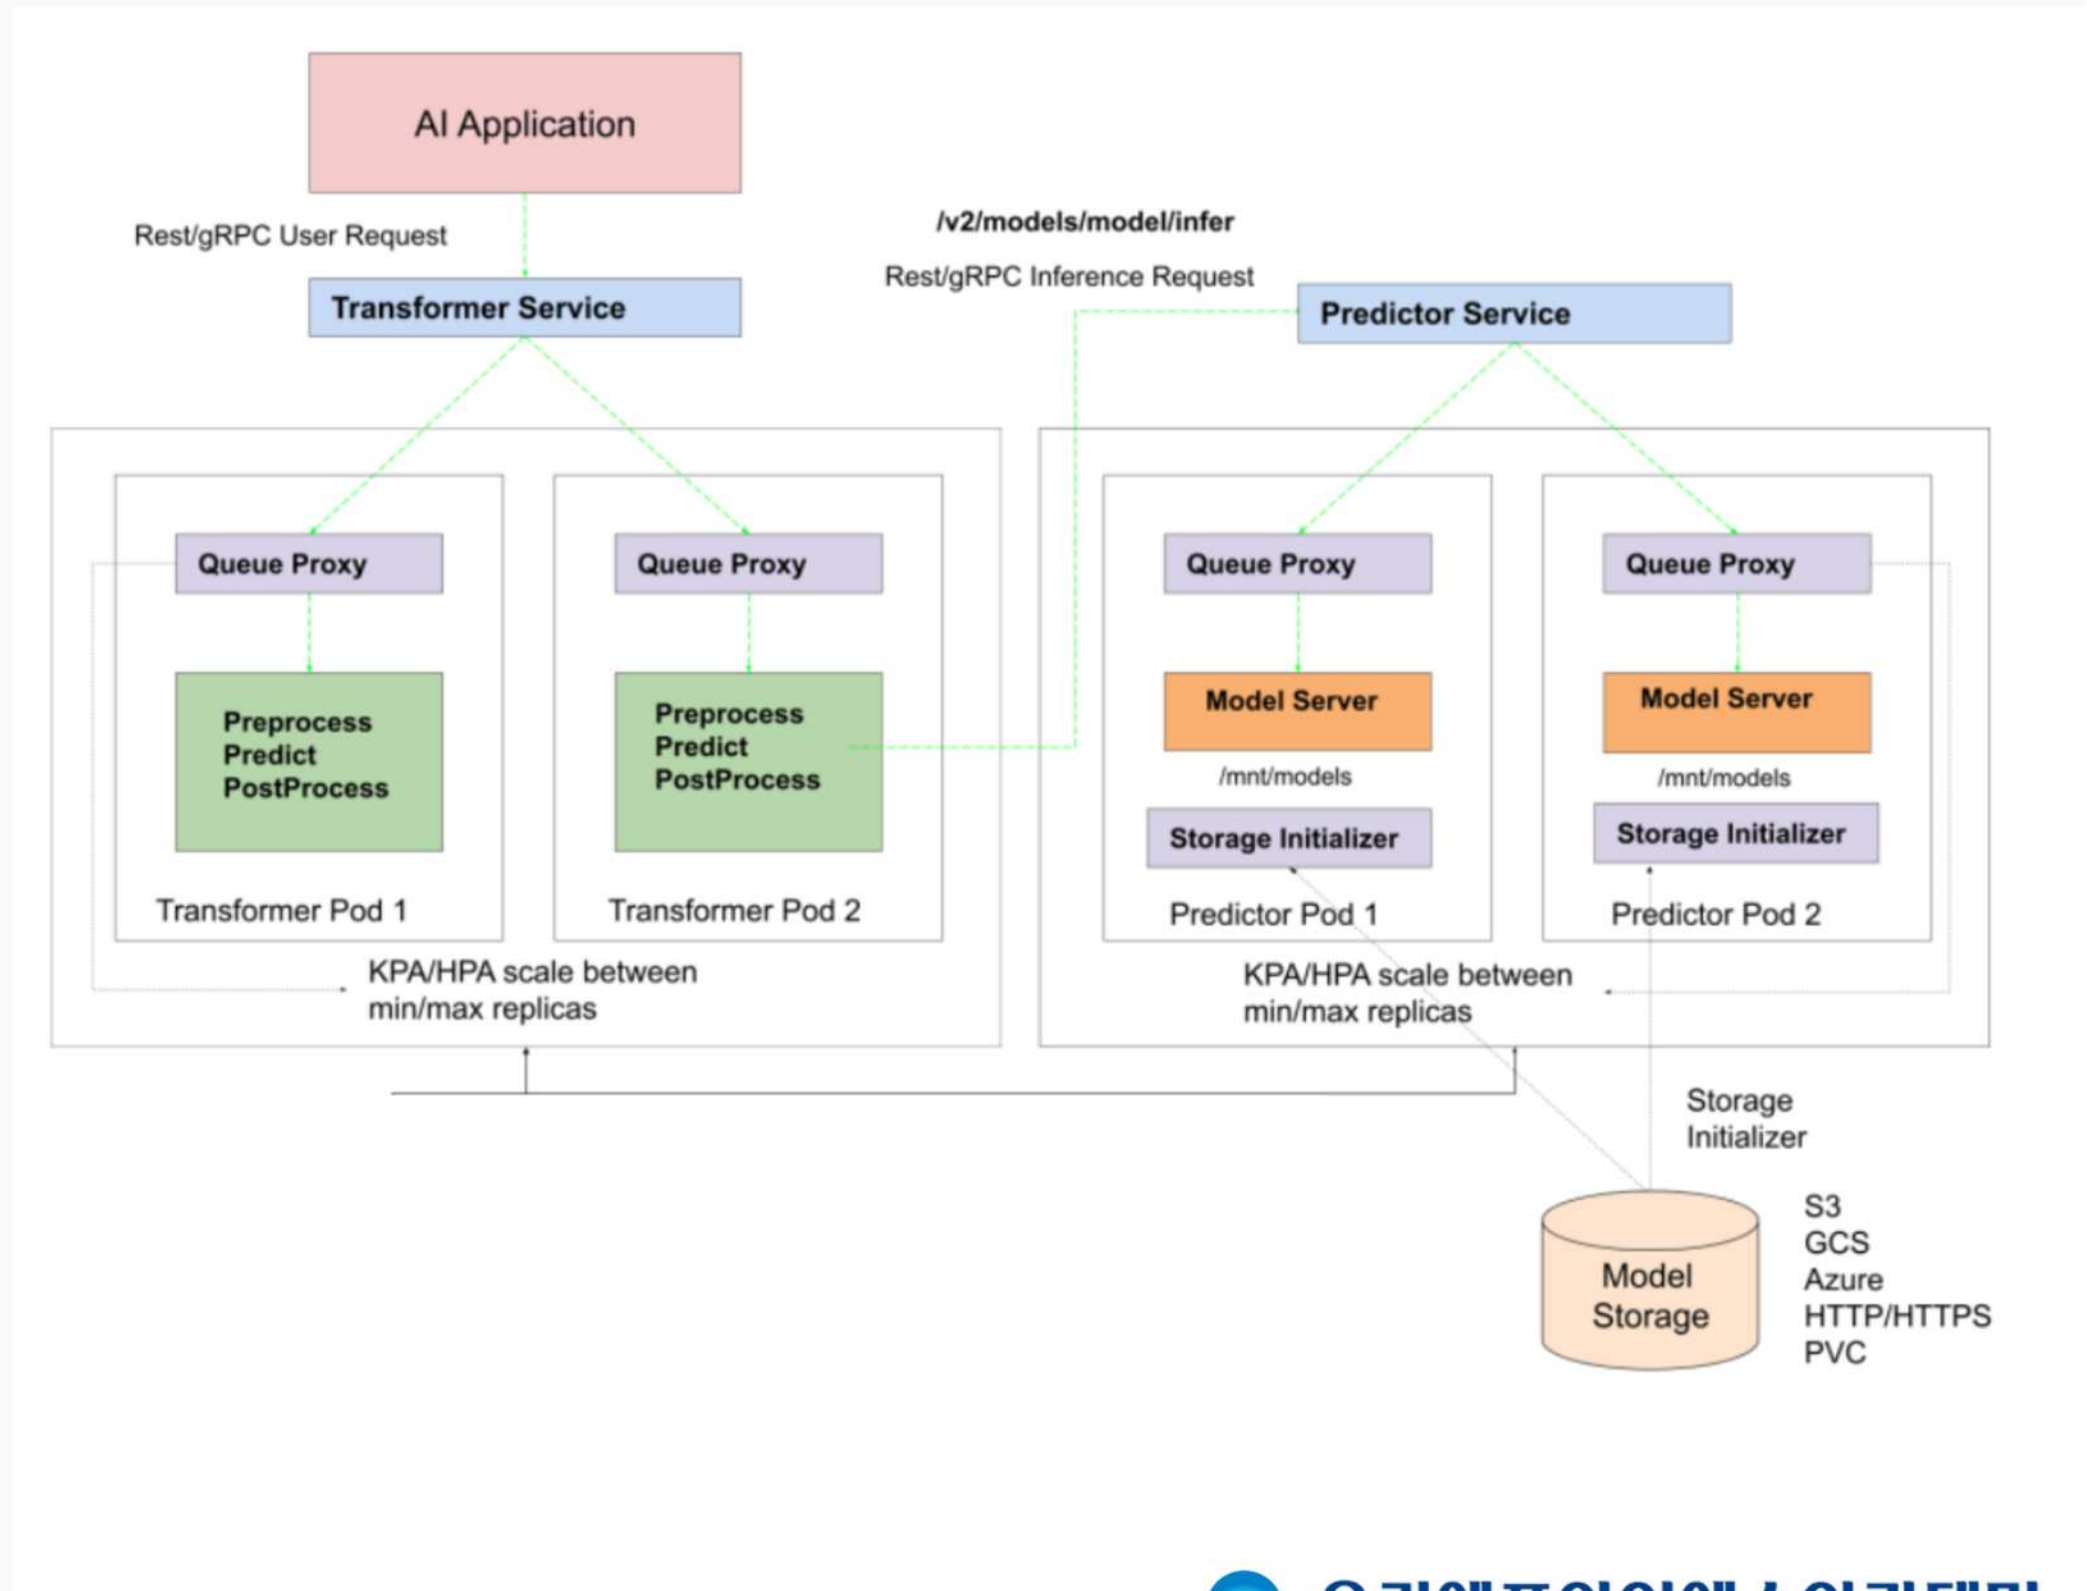 AI Application
Rest/gRPC User Request
/v2/models/model/infer
Rest/gRPC Inference Request
Transformer Service
Predictor Service
Queue Proxy
Queue Proxy
Queue Proxy
Queue Proxy
Preprocess
Predict
PostProcess
Preprocess
Predict
PostProcess
Model Server
Model Server
/mnt/models
/mnt/models
Storage Initializer
Storage Initializer
Transformer Pod 1
Transformer Pod 2
Predictor Pod 1
Predictor Pod 2
KPA/HPA scale between
min/max replicas
KPA/HPA scale between
min/max replicas
Storage
Initializer
Model
Storage
S3
GCS
Azure
HTTP/HTTPS
PVC